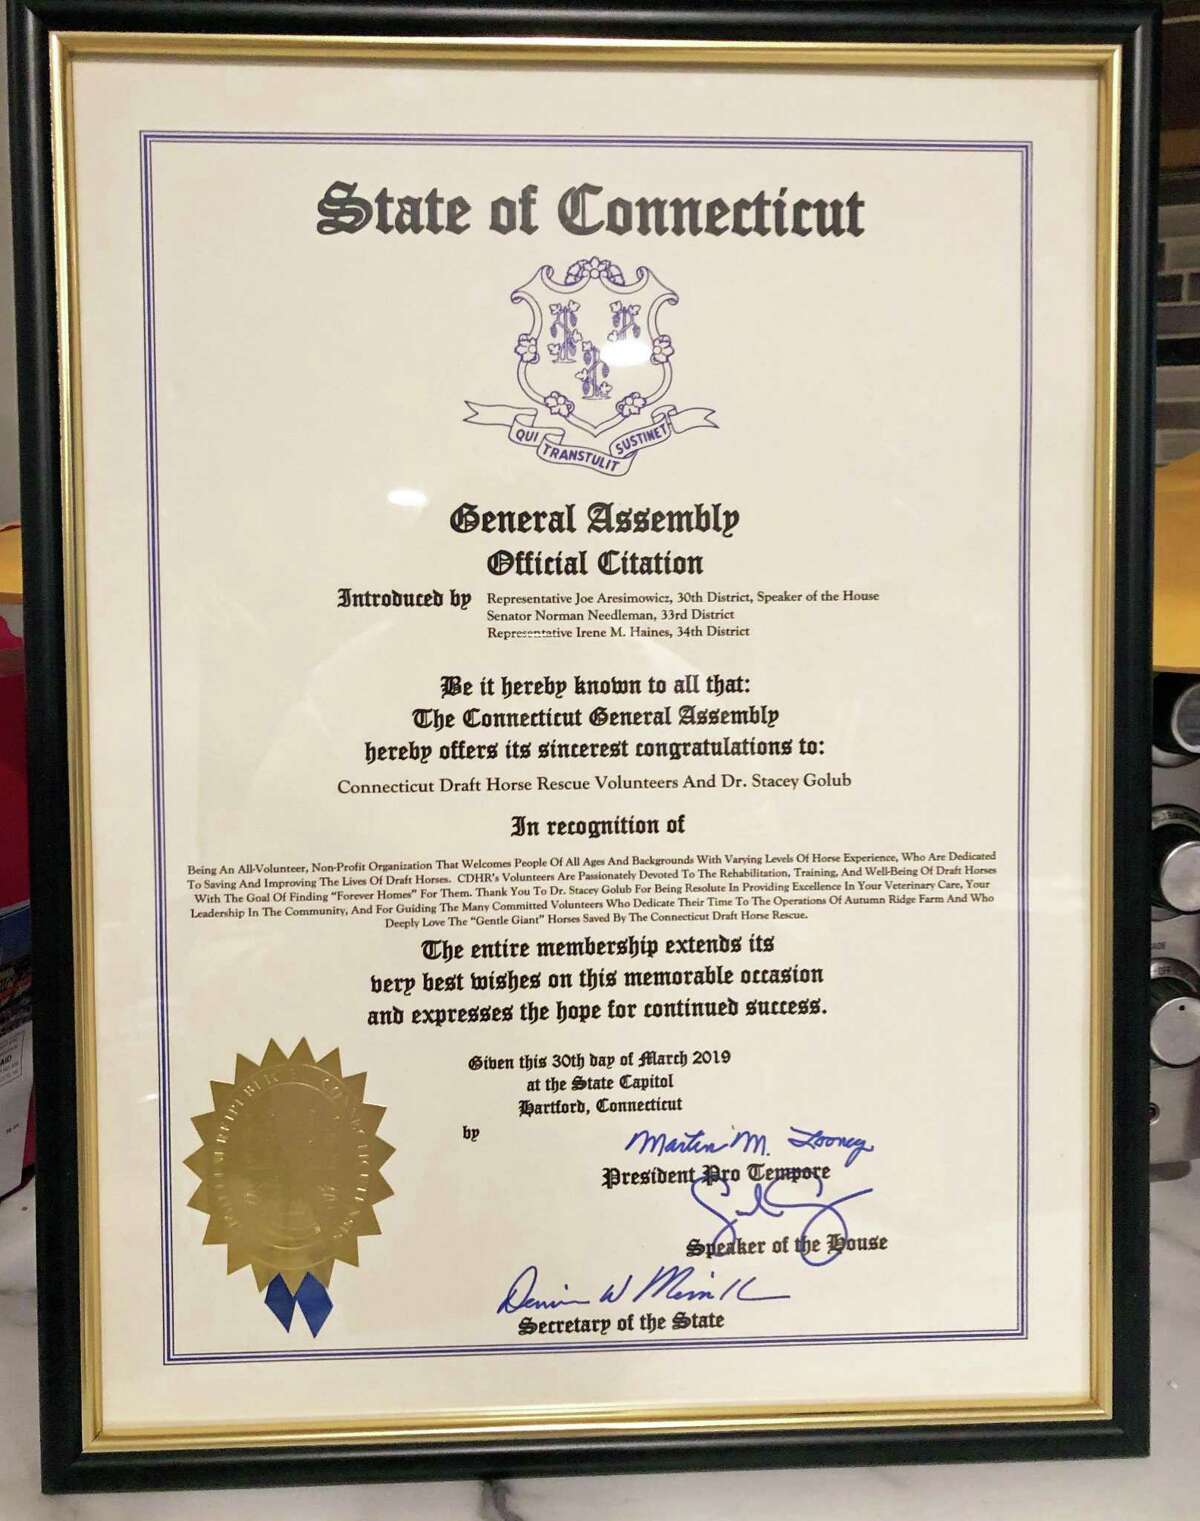 State of Connecticut
QUI TRANSTULIT SUSTINET
General Assembly
Official Citation
Introduced by Representative Joe Aresimowicz, 30th District, Speaker of the House
Senator Norman Needleman, 33rd District
Representative Irene M. Haines, 34th District
Be it hereby known to all that:
The Connecticut General Assembly
hereby offers its sincerest congratulations to:
Connecticut Draft Horse Rescue Volunteers And Dr. Stacey Golub
In recognition of
Being An All-Volunteer, Non-Profit Organization That Welcomes People Of All Ages And Backgrounds With Varying Levels Of Horse Experience, Who Are Dedicated
To Saving And Improving The Lives Of Draft Horses. CDHR's Volunteers Are Passionately Devoted To The Rehabilitation, Training, And Well-Being Of Draft Horses
With The Goal Of Finding "Forever Homes" For Them. Thank You To Dr. Stacey Golub For Being Resolute In Providing Excellence In Your Veterinary Care, Your
Leadership In The Community, And For Guiding The Many Committed Volunteers Who Dedicate Their Time To The Operations Of Autumn Ridge Farm And Who
Deeply Love The "Gentle Giant" Horses Saved By The Connecticut Draft Horse Rescue.
The entire membership extends its
very best wishes on this memorable occasion
and expresses the hope for continued success.
Given this 30th day of March 2019
at the State Capitol
Hartford, Connecticut
by
Martin M. Looney
President Pro Tempore
Speaker of the House
Denise W Merrill
Secretary of the State